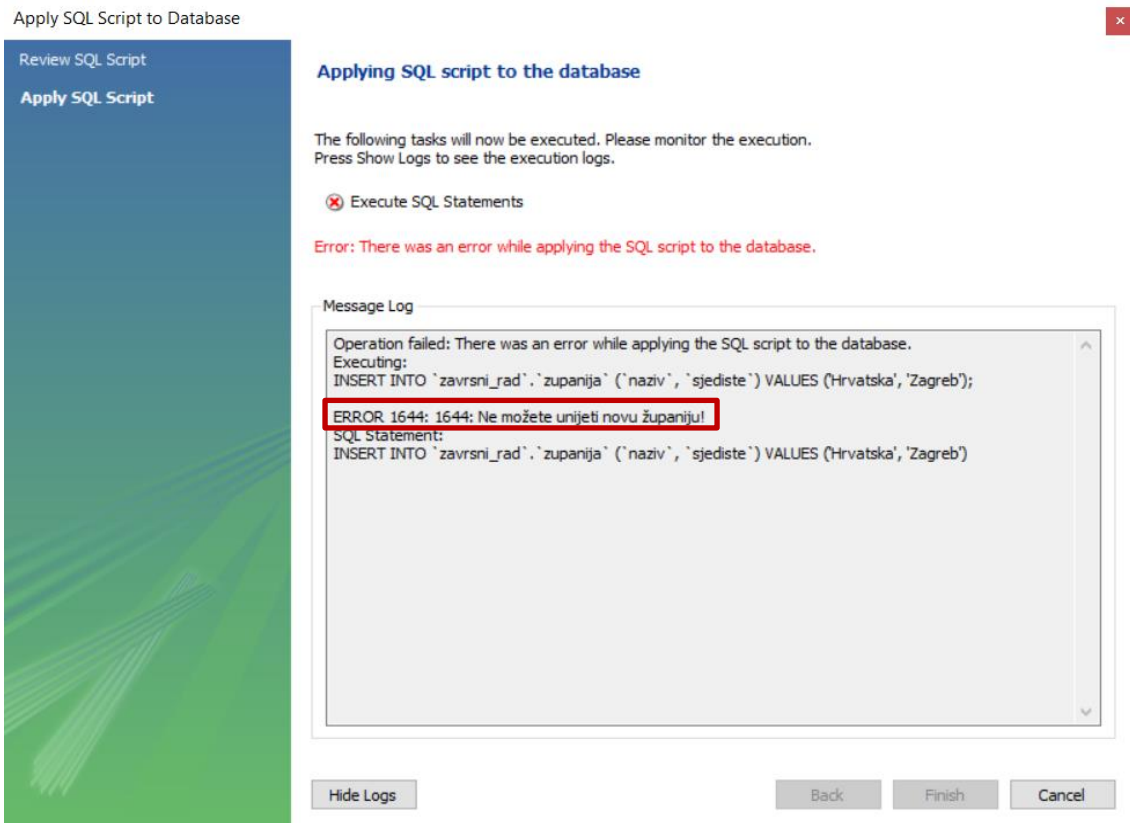 Apply SQL Script to Database
Review SQL Script
Apply SQL Script
Applying SQL script to the database
The following tasks will now be executed. Please monitor the execution.
Press Show Logs to see the execution logs.
Execute SQL Statements
Error: There was an error while applying the SQL script to the database.
Message Log
Operation failed: There was an error while applying the SQL script to the database.
Executing:
INSERT INTO `zavrsni_rad`.`zupanija` (`naziv`, `sjediste`) VALUES ('Hrvatska', 'Zagreb');
ERROR 1644: 1644: Ne možete unijeti novu županiju!
SQL Statement:
INSERT INTO `zavrsni_rad`.`zupanija` (`naziv`, `sjediste`) VALUES ('Hrvatska', 'Zagreb')
Hide Logs
Back
Finish
Cancel